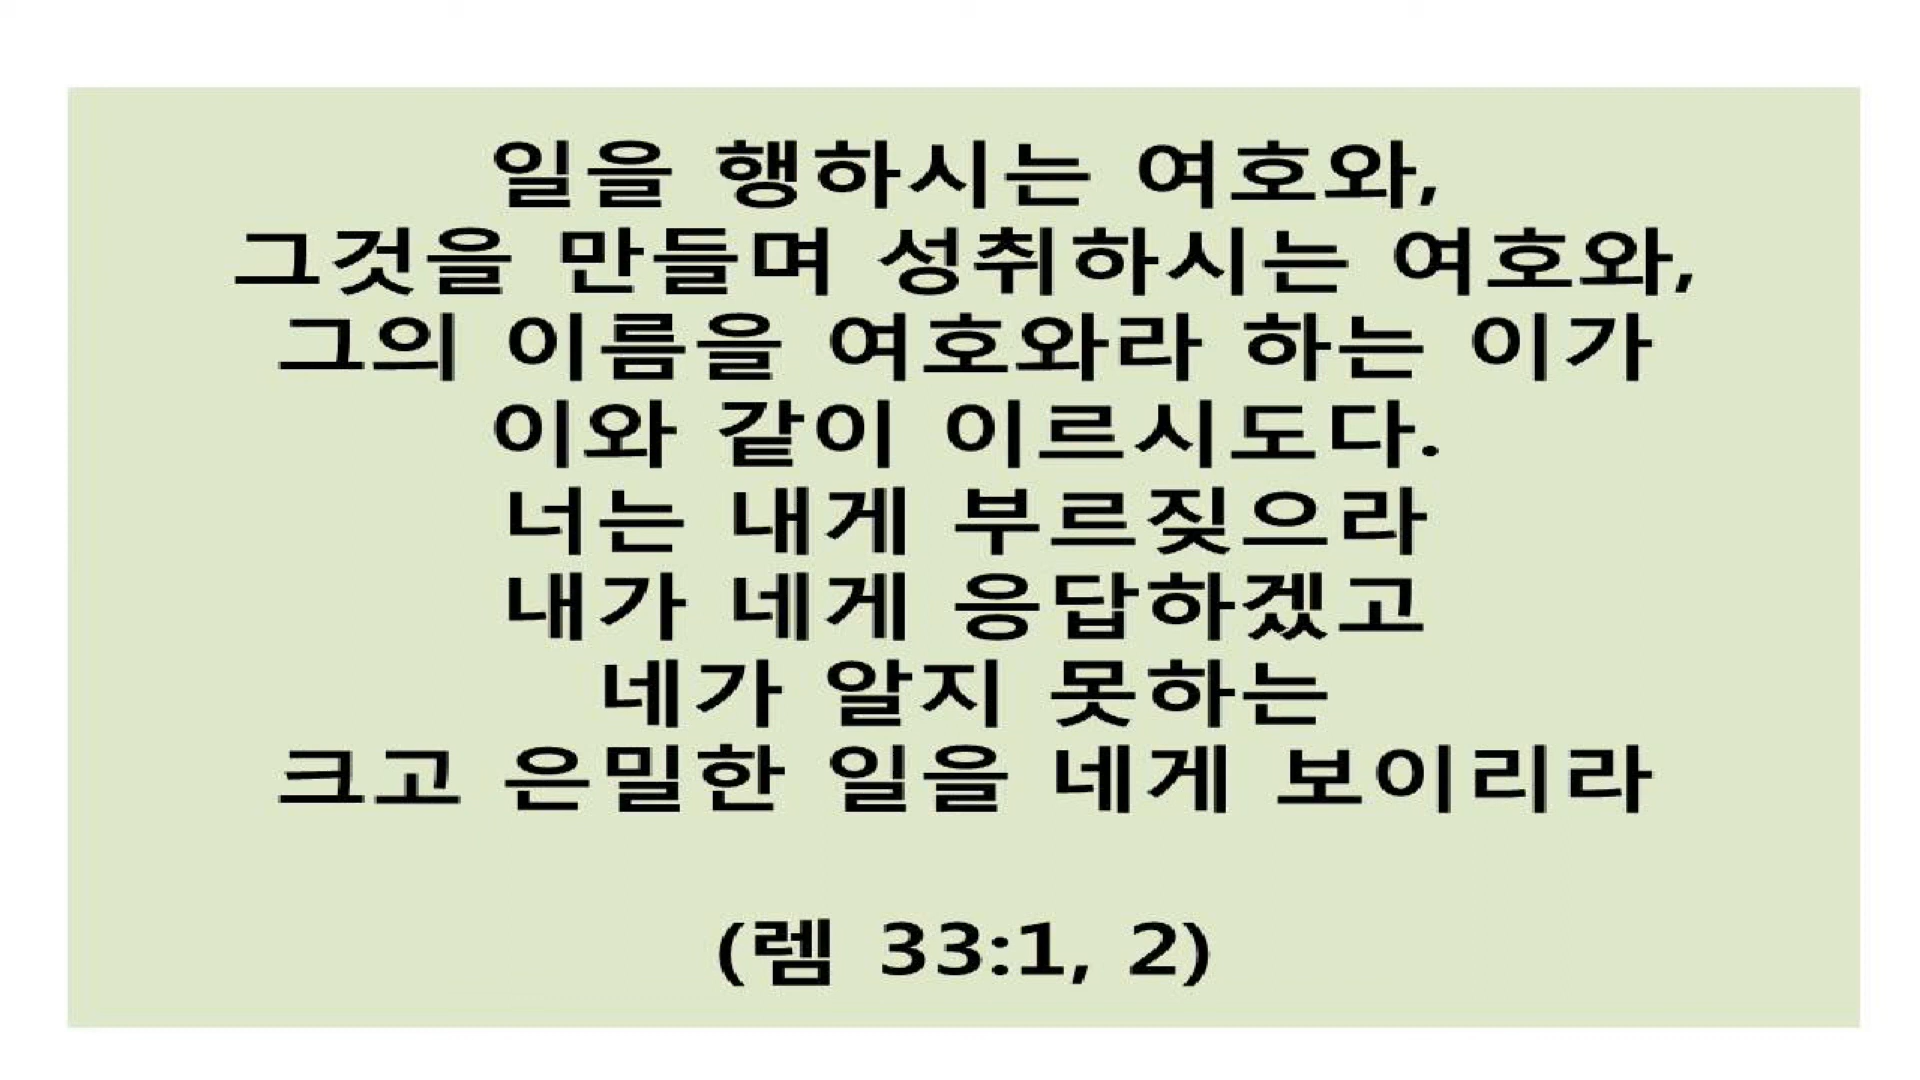 일을 행하시는 여호와,
그것을 만들며 성취하시는 여호와,
그의 이름을 여호와라 하는 이가
이와 같이 이르시도다.
너는 내게 부르짖으라
내가 네게 응답하겠고
네가 알지 못하는
크고 은밀한 일을 네게 보이리라
(렘 33:1, 2)